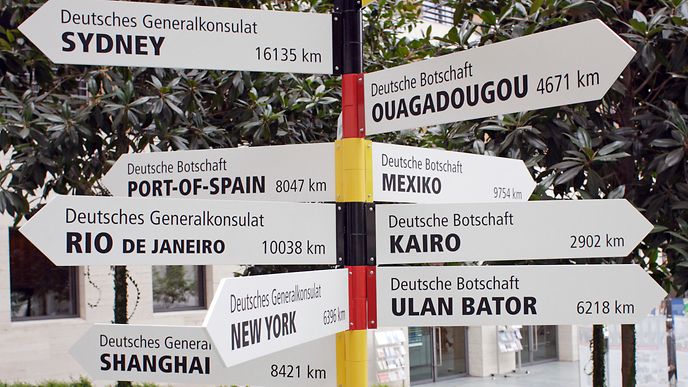 Deutsches Generalkonsulat
SYDNEY 16135 km
Deutsche Botschaft
OUAGADOUGOU 4671 km
Deutsche Botschaft
PORT-OF-SPAIN 8047 km
Deutsche Botschaft
MEXIKO 9754 km
Deutsches Generalkonsulat
RIO DE JANEIRO 10038 km
Deutsche Botschaft
KAIRO 2902 km
Deutsches Generalkonsulat
NEW YORK 6396 km
Deutsche Botschaft
ULAN BATOR 6218 km
Deutsches Genera
SHANGHAI 8421 km